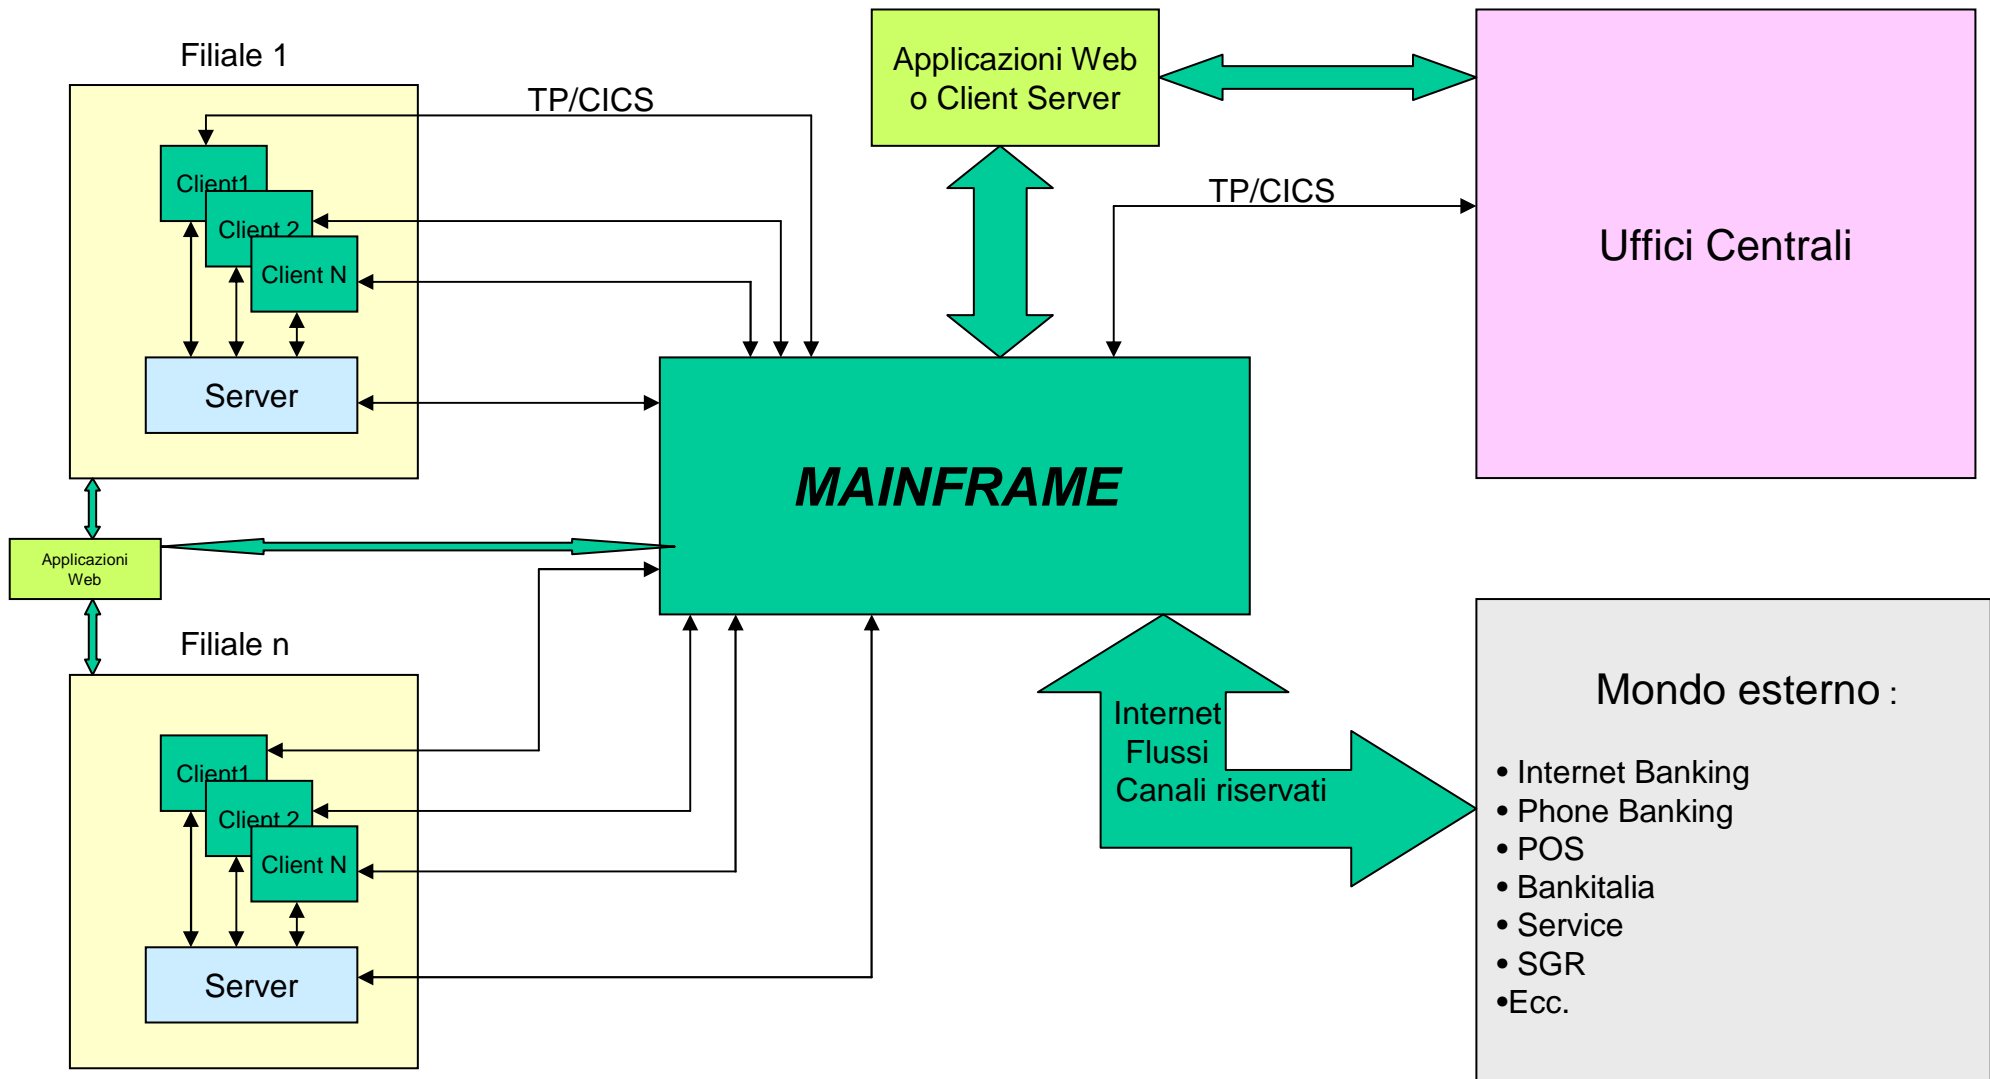 Filiale 1
TP/CICS
Client1
Client 2
Client N
Server
Applicazioni Web
o Client Server
TP/CICS
Uffici Centrali
MAINFRAME
Applicazioni
Web
Filiale n
Client1
Client 2
Client N
Server
Internet
Flussi
Canali riservati
Mondo esterno :
• Internet Banking
• Phone Banking
• POS
• Bankitalia
• Service
• SGR
•Ecc.